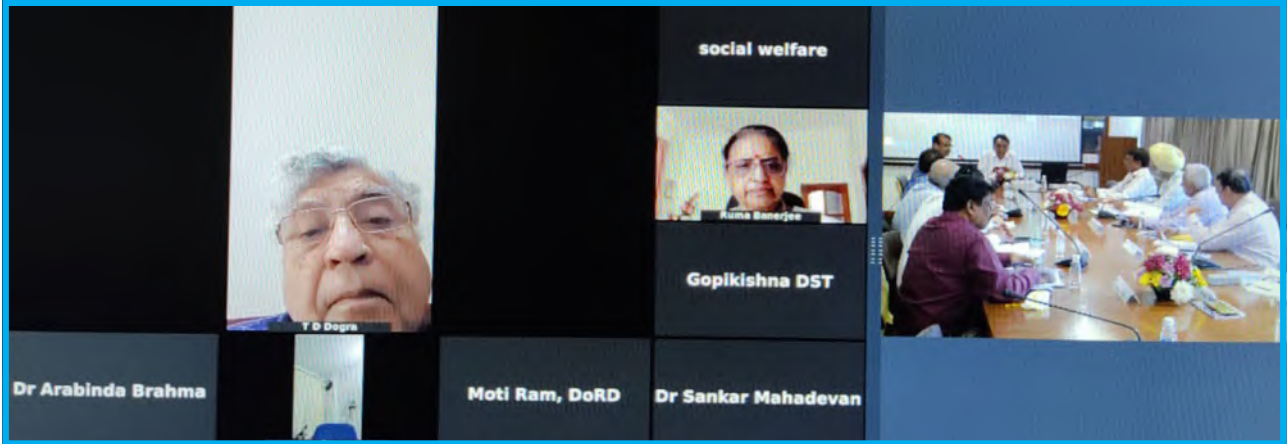 social welfare
Ruma Banerjee
Gopikishna DST
T D Dogra
Dr Arabinda Brahma
Moti Ram, DoRD
Dr Sankar Mahadevan